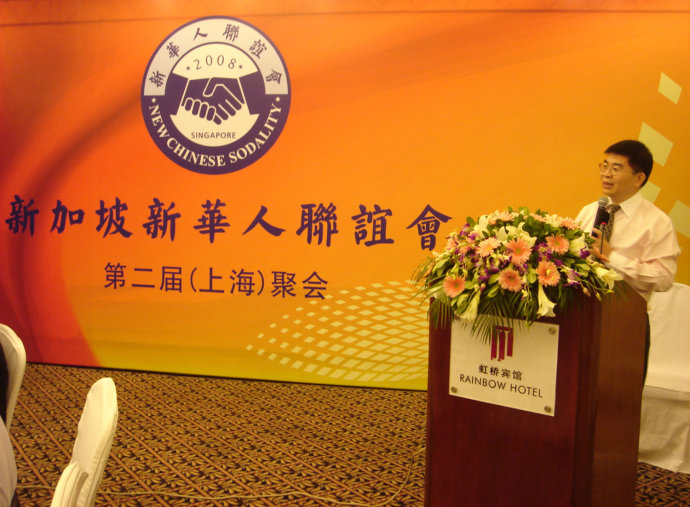 新華人聯誼會
2008
SINGAPORE
NEW CHINESE SODALITY
新加坡新華人聯誼會
第二届(上海)聚会
虹桥宾馆
RAINBOW HOTEL